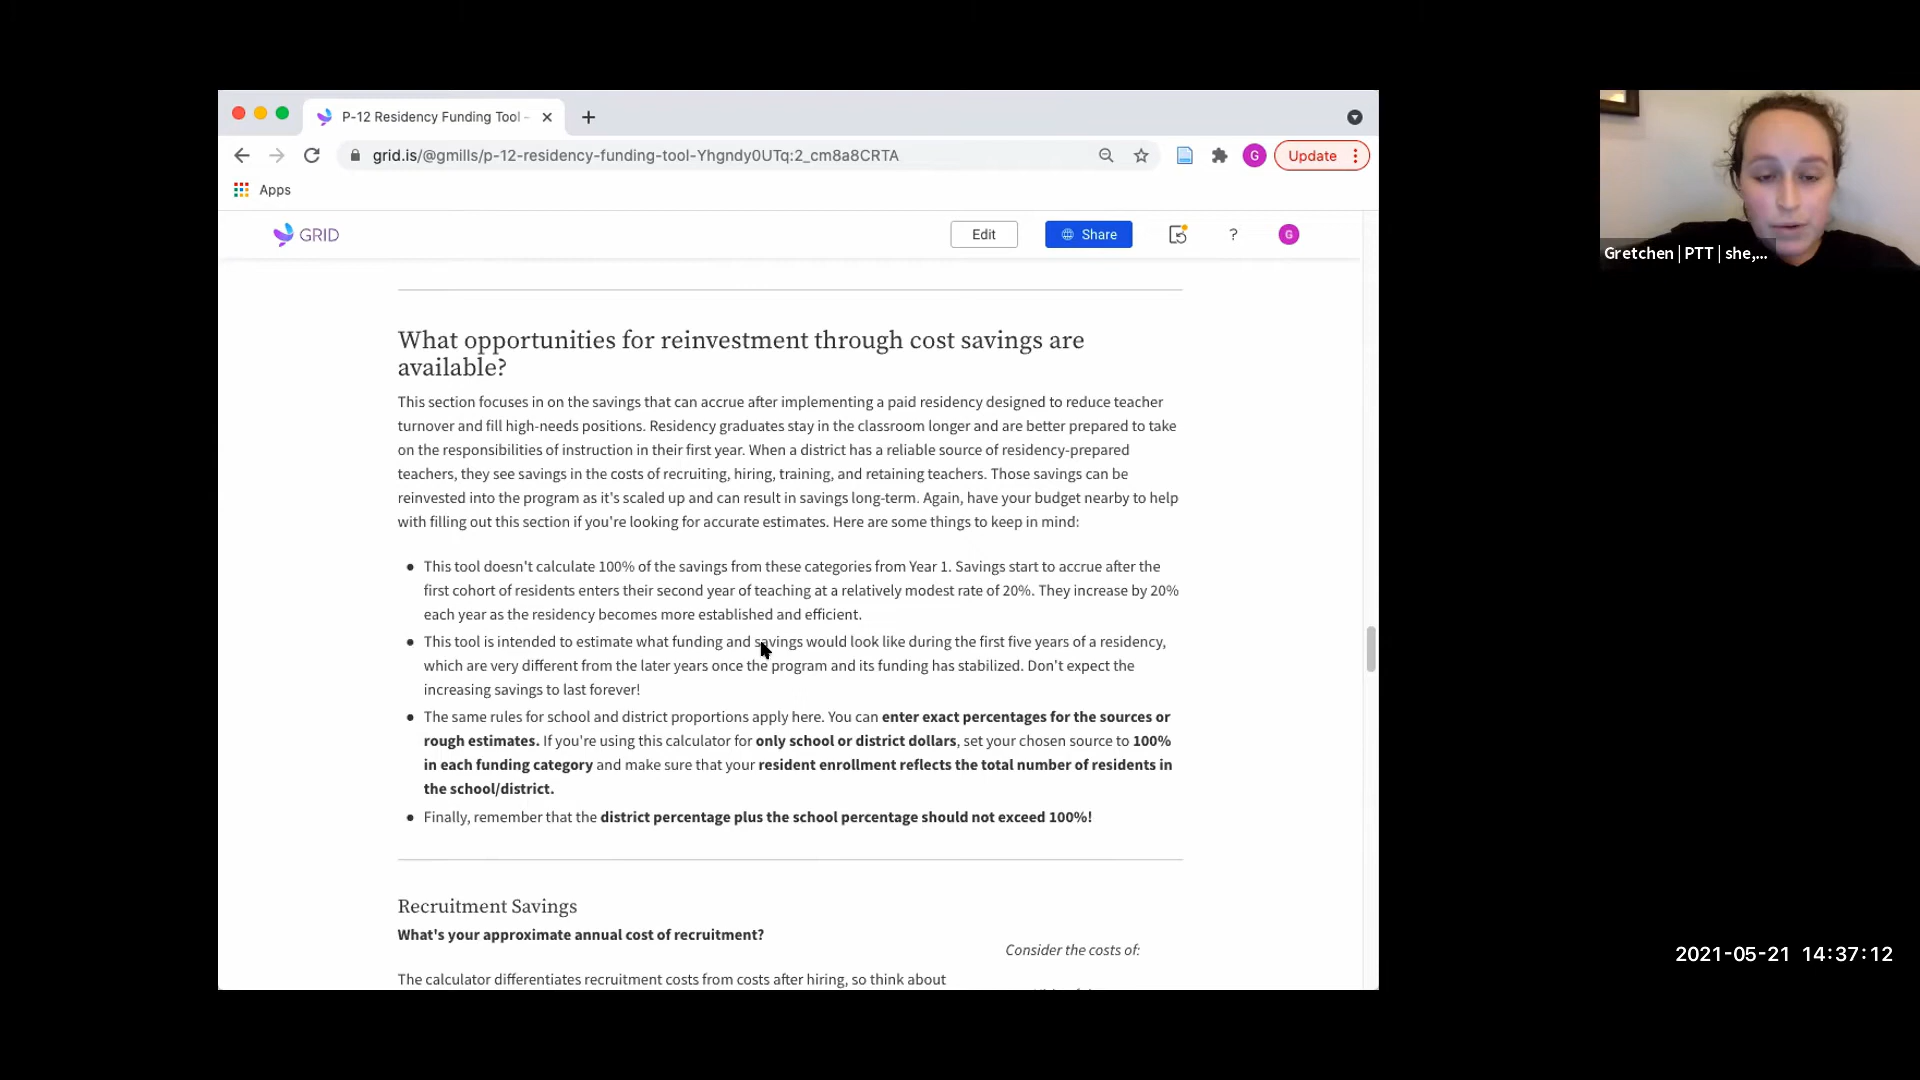 P-12 Residency Funding Tool -
grid.is/@gmills/p-12-residency-funding-tool-Yhgndy0UTq:2_cm8a8CRTA
G
Update
Apps
GRID
Edit
Share
?
G
What opportunities for reinvestment through cost savings are
available?
This section focuses in on the savings that can accrue after implementing a paid residency designed to reduce teacher
turnover and fill high-needs positions. Residency graduates stay in the classroom longer and are better prepared to take
on the responsibilities of instruction in their first year. When a district has a reliable source of residency-prepared
teachers, they see savings in the costs of recruiting, hiring, training, and retaining teachers. Those savings can be
reinvested into the program as it's scaled up and can result in savings long-term. Again, have your budget nearby to help
with filling out this section if you're looking for accurate estimates. Here are some things to keep in mind:
● This tool doesn't calculate 100% of the savings from these categories from Year 1. Savings start to accrue after the
first cohort of residents enters their second year of teaching at a relatively modest rate of 20%. They increase by 20%
each year as the residency becomes more established and efficient.
● This tool is intended to estimate what funding and savings would look like during the first five years of a residency,
which are very different from the later years once the program and its funding has stabilized. Don't expect the
increasing savings to last forever!
● The same rules for school and district proportions apply here. You can enter exact percentages for the sources or
rough estimates. If you're using this calculator for only school or district dollars, set your chosen source to 100%
in each funding category and make sure that your resident enrollment reflects the total number of residents in
the school/district.
● Finally, remember that the district percentage plus the school percentage should not exceed 100%!
Recruitment Savings
What's your approximate annual cost of recruitment?
Consider the costs of:
The calculator differentiates recruitment costs from costs after hiring, so think about
Gretchen | PTT | she,...
2021-05-21 14:37:12